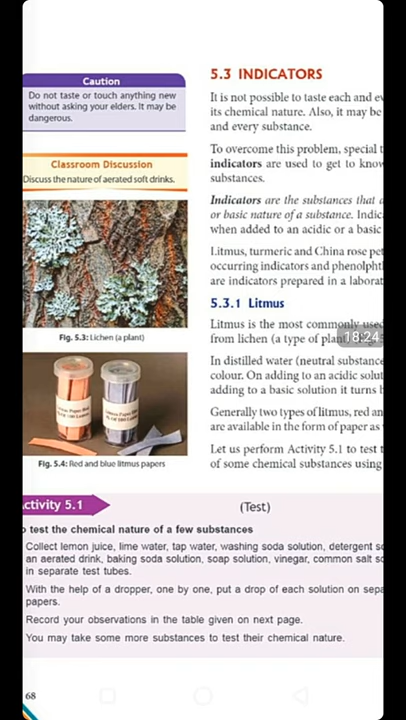 Caution
Do not taste or touch anything new
without asking your elders. It may be
dangerous.
Classroom Discussion
Discuss the nature of aerated soft drinks.
Fig. 5.3: Lichen (a plant)
Fig. 5.4: Red and blue litmus papers
5.3 INDICATORS
It is not possible to taste each and
its chemical nature. Also, it may be
and every substance.
To overcome this problem, special
indicators are used to get to
substances.
Indicators are the substances that
or basic nature of a substance.
when added to an acidic or a basic
Litmus, turmeric and China rose
occurring indicators and
are indicators prepared in a
5.3.1 Litmus
Litmus is the most commonly used
from lichen (a type of
18:24
In distilled water (neutral
colour. On adding to an acidic
adding to a basic solution it turns
Generally two types of litmus, red
are available in the form of paper as
Let us perform Activity 5.1 to test
of some chemical substances using
ctivity 5.1
(Test)
test the chemical nature of a few substances
Collect lemon juice, lime water, tap water, washing soda solution, detergent
an aerated drink, baking soda solution, soap solution, vinegar, common salt
in separate test tubes.
With the help of a dropper, one by one, put a drop of each solution on
papers.
Record your observations in the table given on next page.
You may take some more substances to test their chemical nature.
68